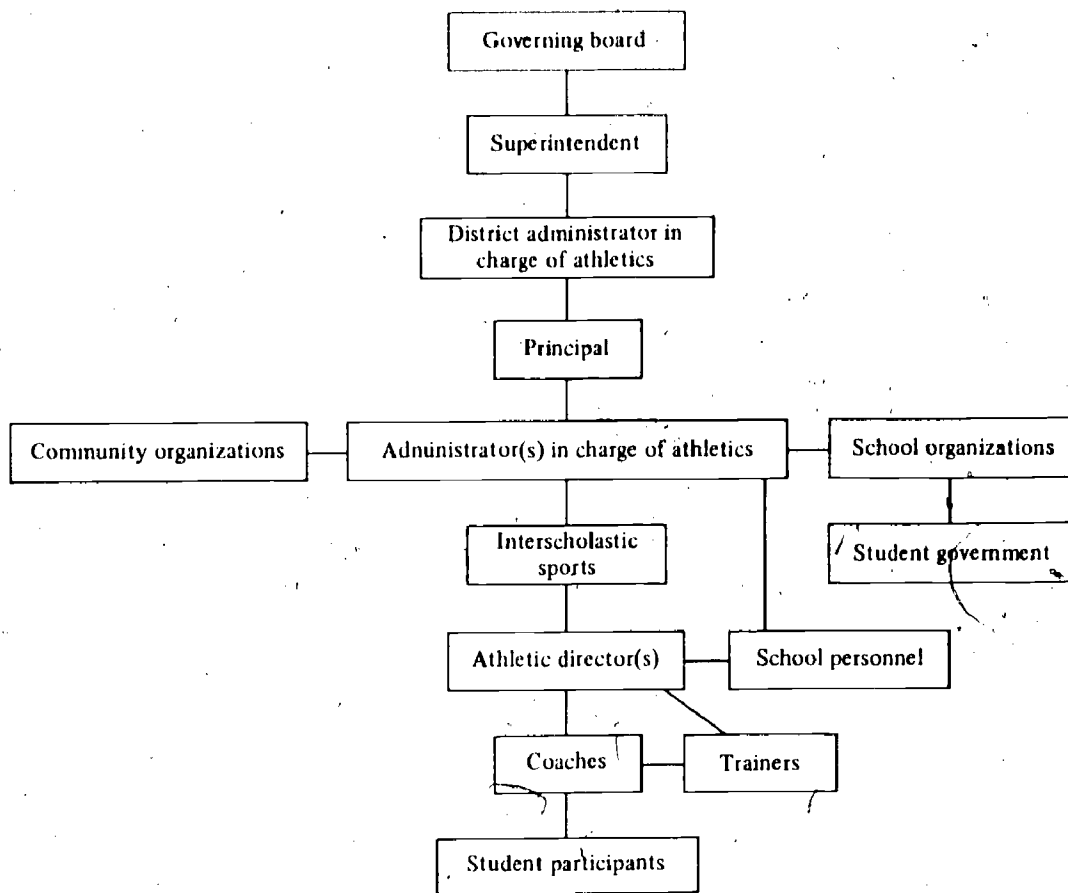 Governing board
Superintendent
District administrator in
charge of athletics
Principal
Community organizations
Administrator(s) in charge of athletics
School organizations
Interscholastic
sports
Student government
Athletic director(s)
School personnel
Coaches
Trainers
Student participants